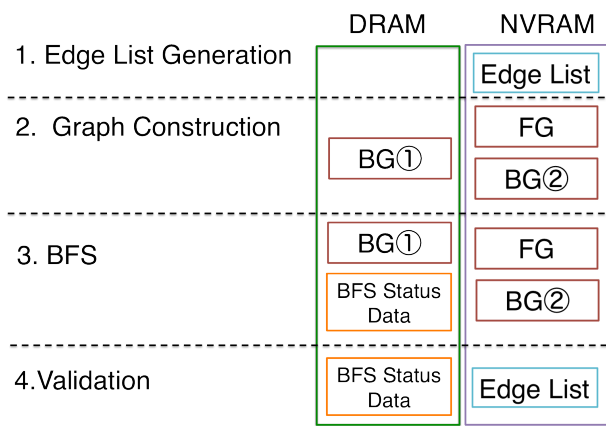 DRAM NVRAM
1. Edge List Generation
Edge List
2. Graph Construction
FG
BG①
BG②
3. BFS
BG①
FG
BFS Status
Data
BG②
4.Validation
BFS Status
Data
Edge List